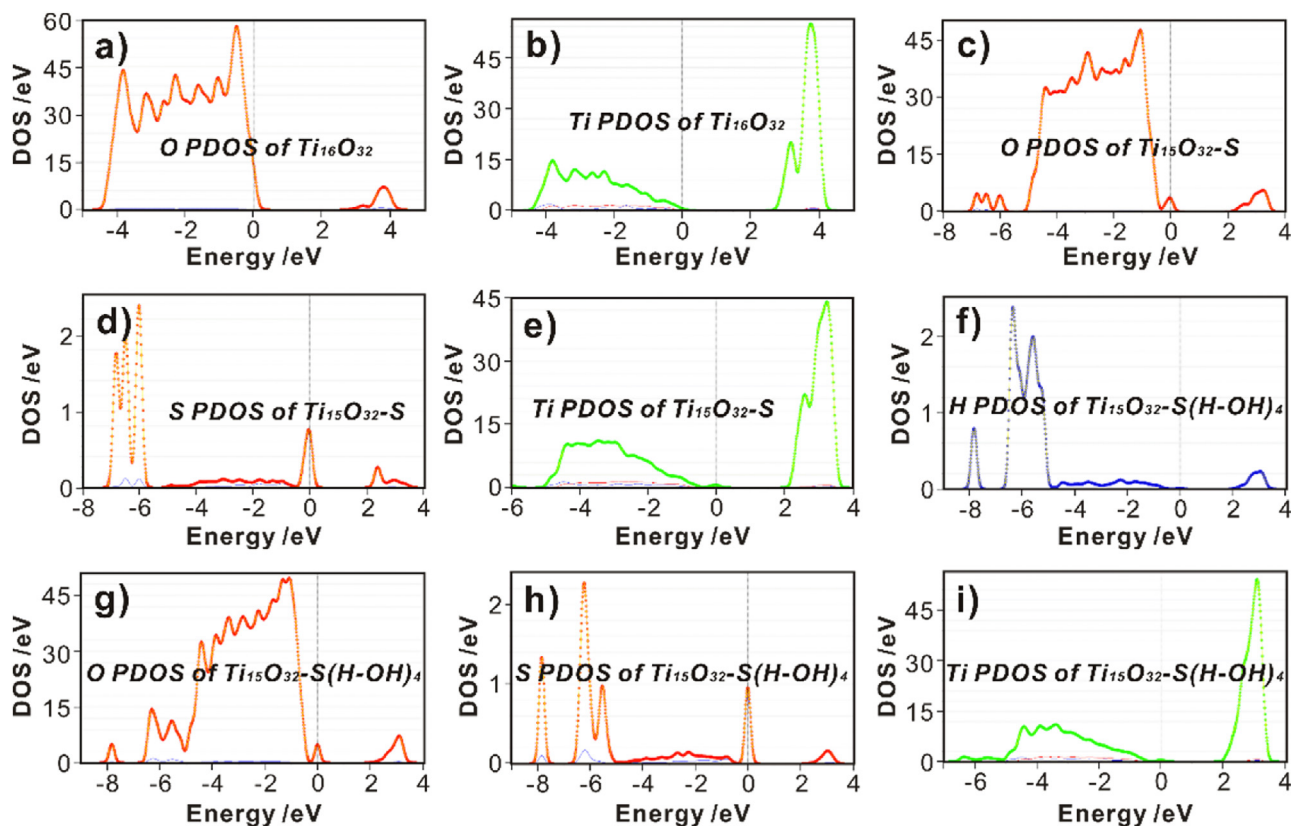 a)
60
45
30
15
0
DOS /eV
O PDOS of Ti₁₆O₃₂
-4 -2 0 2 4
Energy /eV
b)
45
30
15
0
DOS /eV
Ti PDOS of Ti₁₆O₃₂
-4 -2 0 2 4
Energy /eV
c)
45
30
15
0
DOS /eV
O PDOS of Ti₁₅O₃₂-S
-8 -6 -4 -2 0 2 4
Energy /eV
d)
2
1
0
DOS /eV
S PDOS of Ti₁₅O₃₂-S
-8 -6 -4 -2 0 2 4
Energy /eV
e)
45
30
15
0
DOS /eV
Ti PDOS of Ti₁₅O₃₂-S
-6 -4 -2 0 2 4
Energy /eV
f)
2
1
0
DOS /eV
H PDOS of Ti₁₅O₃₂-S(H-OH)₄
-8 -6 -4 -2 0 2 4
Energy /eV
g)
45
30
15
0
DOS /eV
O PDOS of Ti₁₅O₃₂-S(H-OH)₄
-8 -6 -4 -2 0 2 4
Energy /eV
h)
2
1
0
DOS /eV
S PDOS of Ti₁₅O₃₂-S(H-OH)₄
-8 -6 -4 -2 0 2 4
Energy /eV
i)
45
30
15
0
DOS /eV
Ti PDOS of Ti₁₅O₃₂-S(H-OH)₄
-6 -4 -2 0 2 4
Energy /eV